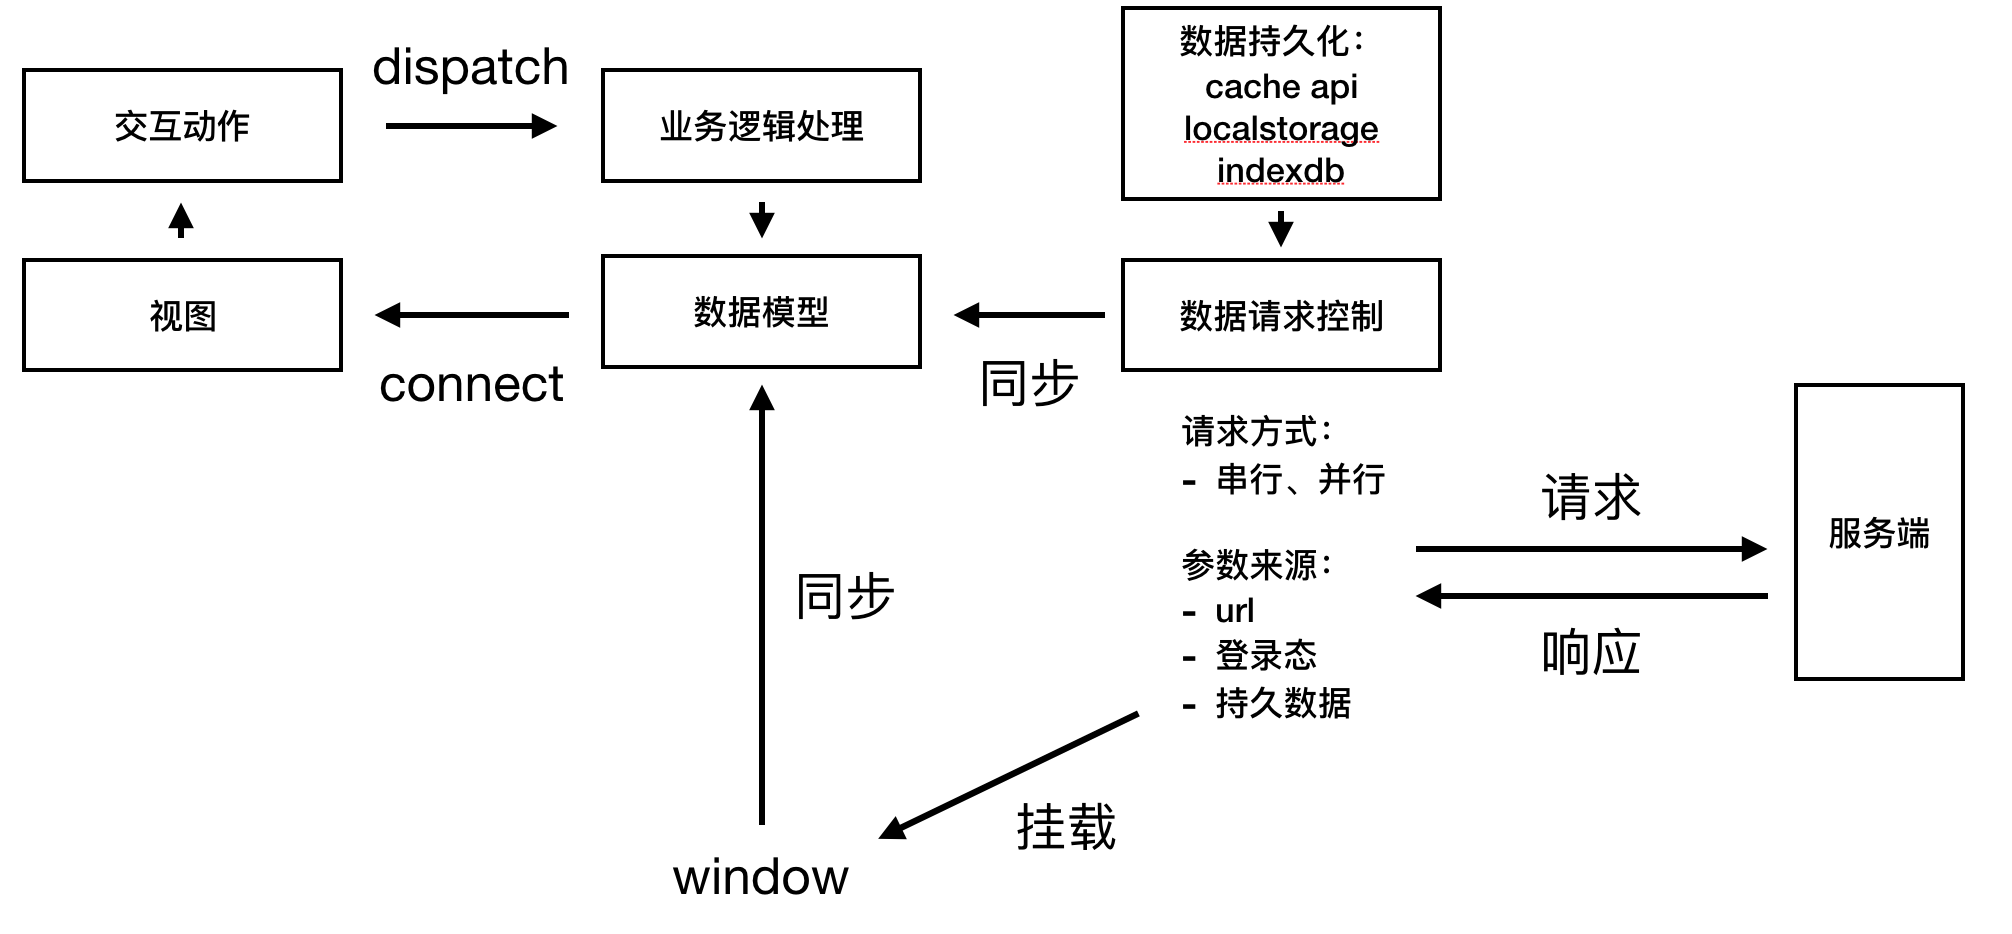 dispatch
交互动作
业务逻辑处理
数据持久化：
cache api
localstorage
indexdb
视图
数据模型
数据请求控制
connect
同步
请求方式：
- 串行、并行
参数来源：
- url
- 登录态
- 持久数据
请求
响应
服务端
同步
挂载
window